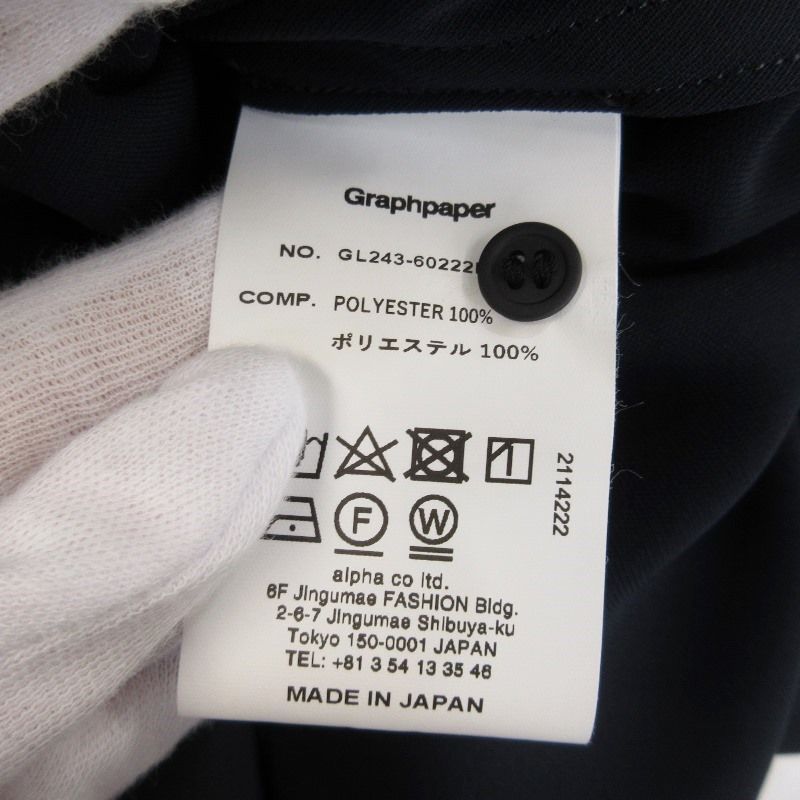 Graphpaper
NO. GL243-60222
COMP. POLYESTER 100%
ポリエステル 100%
2114222
F W
alpha co ltd.
6F Jingumae FASHION Bldg.
2-6-7 Jingumae Shibuya-ku
Tokyo 150-0001 JAPAN
TEL: +81 3 54 13 35 46
MADE IN JAPAN